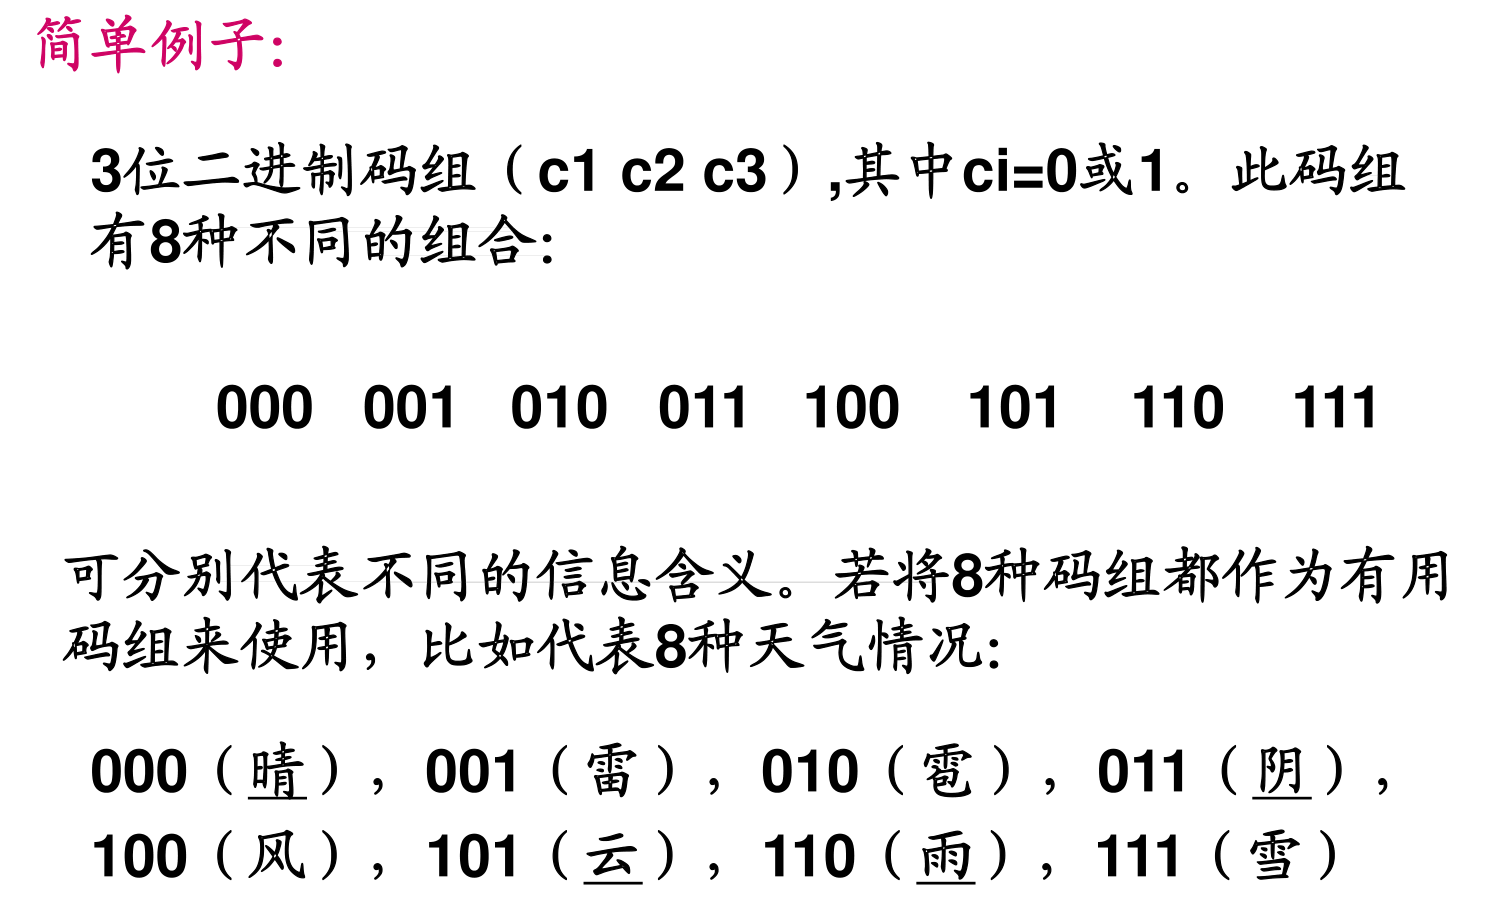 简单例子：
3位二进制码组（c1 c2 c3）,其中ci=0或1。此码组
有8种不同的组合：
000 001 010 011 100 101 110 111
可分别代表不同的信息含义。若将8种码组都作为有用
码组来使用，比如代表8种天气情况：
000（晴），001（雷），010（雹），011（阴），
100（风），101（云），110（雨），111（雪）